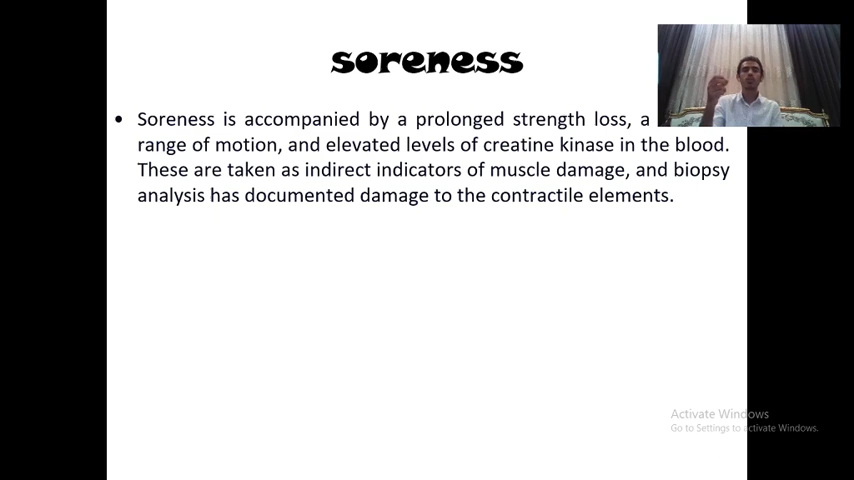 soreness
• Soreness is accompanied by a prolonged strength loss, a
range of motion, and elevated levels of creatine kinase in the blood.
These are taken as indirect indicators of muscle damage, and biopsy
analysis has documented damage to the contractile elements.
Activate Windows
Go to Settings to activate Windows.